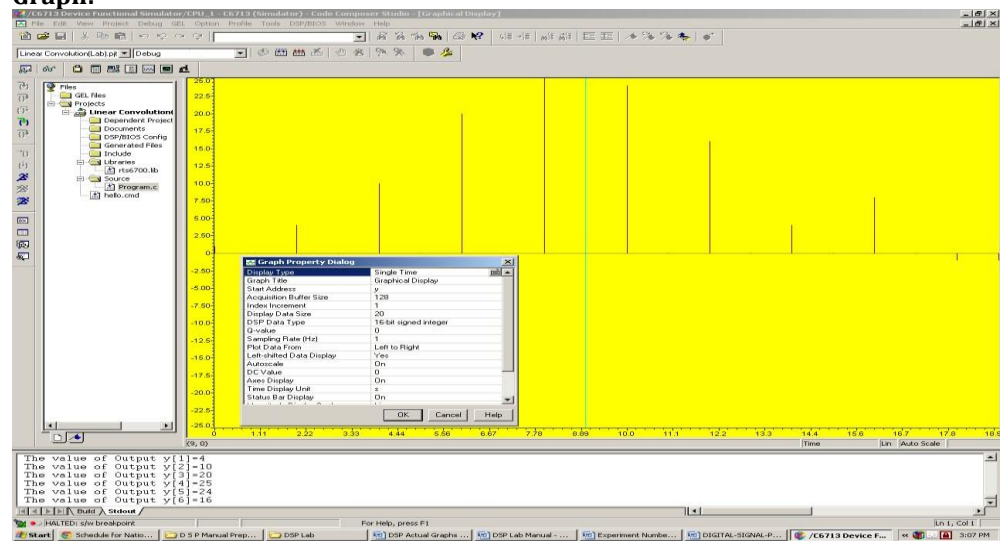 Graph:
/C6713 Device Functional Simulator/CPU_1 - C6713 (Simulator) - Code Composer Studio - [Graphical Display]
File Edit View Project Debug GEL Option Profile Tools DSP/BIOS Window Help
Linear Convolution(Lab).pjt Debug
Files
GEL files
Projects
Linear Convolution(
Dependent Project
Documents
DSP/BIOS Config
Generated Files
Include
Libraries
rts6700.lib
Source
Program.c
hello.cmd
25.0
22.5
20.0
17.5
15.0
12.5
10.0
7.50
5.00
2.50
0
-2.50
-5.00
-7.50
-10.0
-12.5
-15.0
-17.5
-20.0
-22.5
-25.0
Graph Property Dialog
Display Type Single Time
Graph Title Graphical Display
Start Address y
Acquisition Buffer Size 128
Index Increment 1
Display Data Size 20
DSP Data Type 16-bit signed integer
Q-value 0
Sampling Rate (Hz) 1
Plot Data From Left to Right
Left-shifted Data Display Yes
Autoscale On
DC Value 0
Axes Display On
Time Display Unit s
Status Bar Display On
OK Cancel Help
0 1.11 2.22 3.33 4.44 5.56 6.67 7.78 8.89 10.0 11.1 12.2 13.3 14.4 15.6 16.7 17.8 18.9
(9, 0) Time Lin Auto Scale
The value of Output y[1]=4
The value of Output y[2]=10
The value of Output y[3]=20
The value of Output y[4]=25
The value of Output y[5]=24
The value of Output y[6]=16
Build Stdout
HALTED: s/w breakpoint For Help, press F1 Ln 1, Col 1
Start Schedule for Natio... D S P Manual Prep... DSP Lab DSP Actual Graphs ... DSP Lab Manual - ... Experiment Numbe... DIGITAL-SIGNAL-P... /C6713 Device F... 3:07 PM